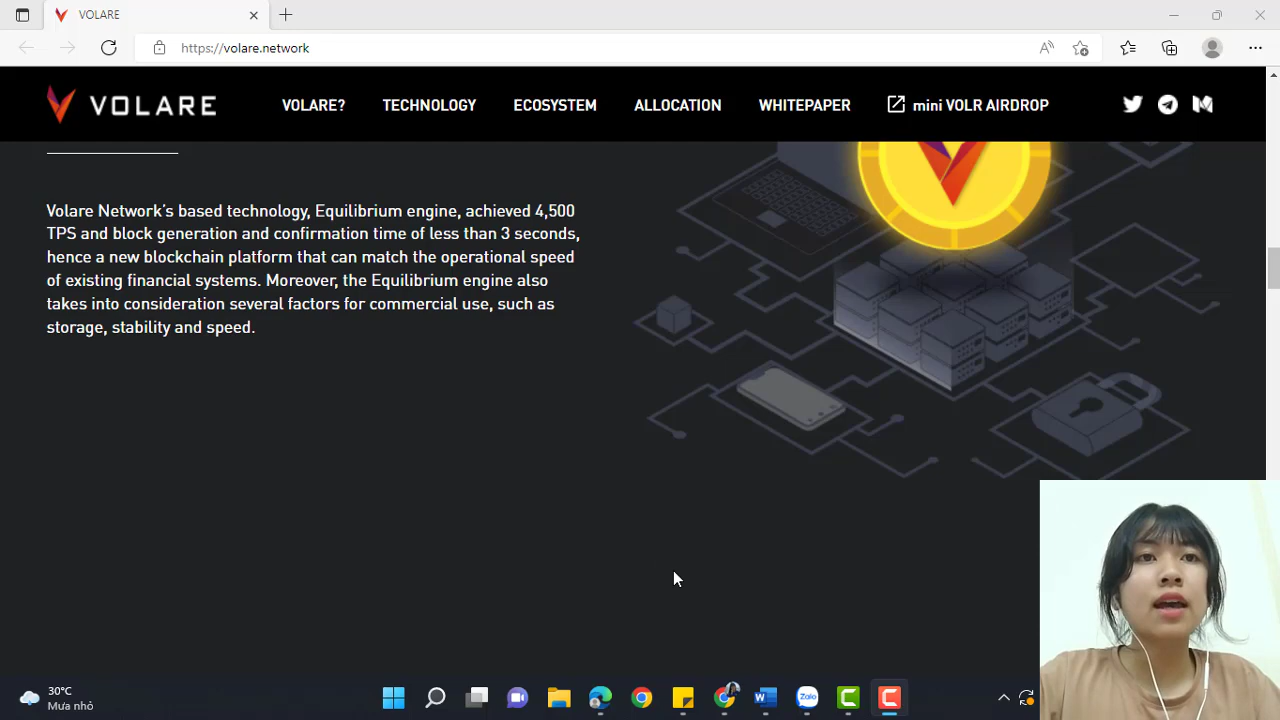 VOLARE
https://volare.network
VOLARE
VOLARE?
TECHNOLOGY
ECOSYSTEM
ALLOCATION
WHITEPAPER
mini VOLR AIRDROP
Volare Network's based technology, Equilibrium engine, achieved 4,500
TPS and block generation and confirmation time of less than 3 seconds,
hence a new blockchain platform that can match the operational speed
of existing financial systems. Moreover, the Equilibrium engine also
takes into consideration several factors for commercial use, such as
storage, stability and speed.
30°C
Mưa nhỏ
Zalo